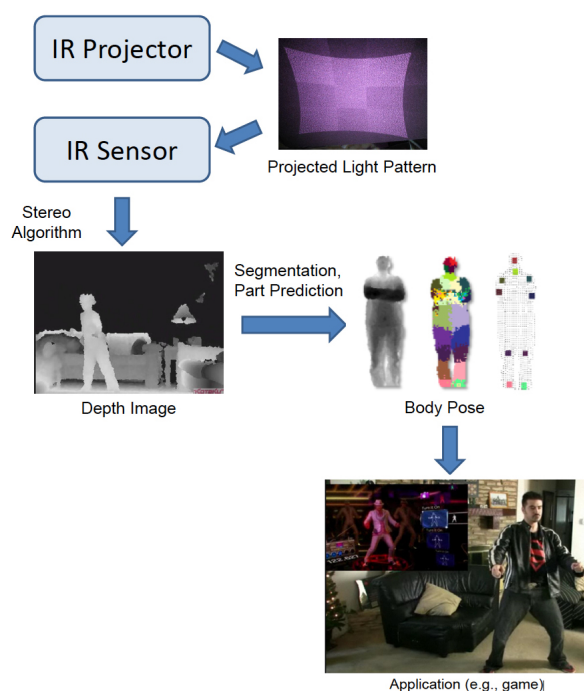 IR Projector
IR Sensor
Projected Light Pattern
Stereo
Algorithm
Segmentation,
Part Prediction
Depth Image
Body Pose
Application (e.g., game)